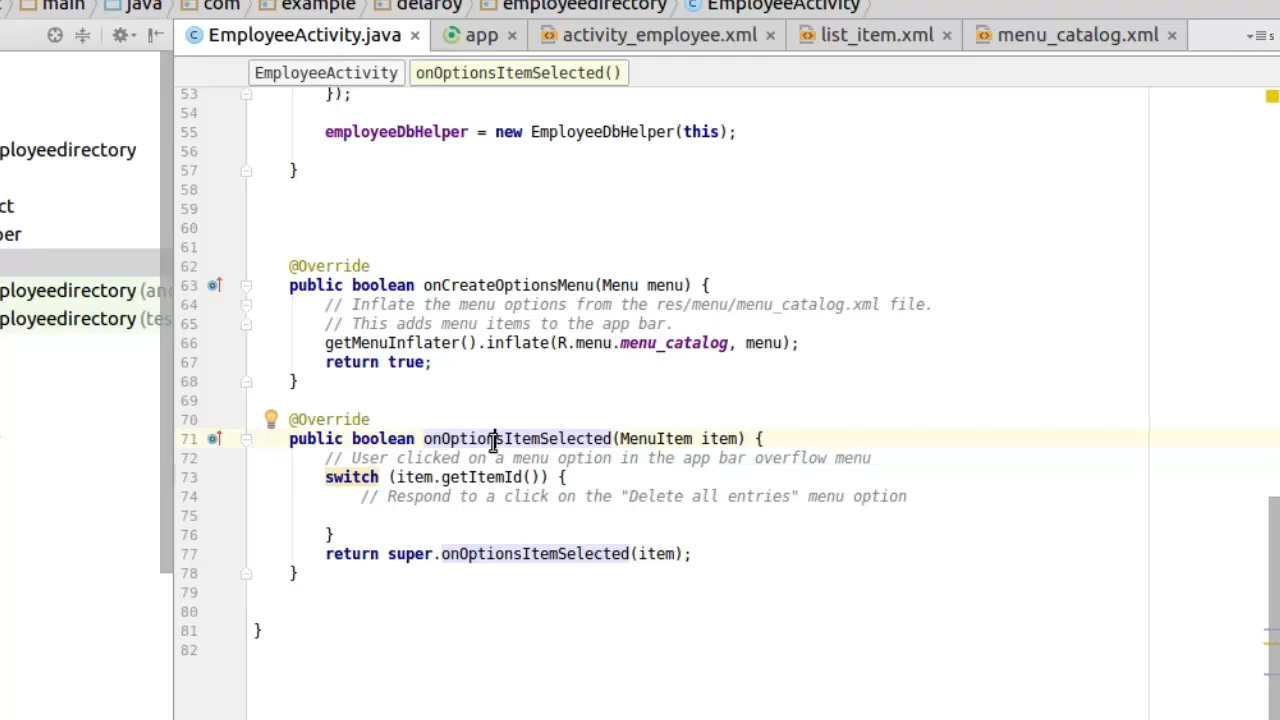 main java com example delaroy employeedirectory EmployeeActivity
EmployeeActivity.java app activity_employee.xml list_item.xml menu_catalog.xml
EmployeeActivity onOptionsItemSelected()
ployeedirectory
ct
er
ployeedirectory (an
ployeedirectory (tes
53 });
54
55 employeeDbHelper = new EmployeeDbHelper(this);
56
57 }
58
59
60
61
62 @Override
63 public boolean onCreateOptionsMenu(Menu menu) {
64 // Inflate the menu options from the res/menu/menu_catalog.xml file.
65 // This adds menu items to the app bar.
66 getMenuInflater().inflate(R.menu.menu_catalog, menu);
67 return true;
68 }
69
70 @Override
71 public boolean onOptionsItemSelected(MenuItem item) {
72 // User clicked on a menu option in the app bar overflow menu
73 switch (item.getItemId()) {
74 // Respond to a click on the "Delete all entries" menu option
75
76 }
77 return super.onOptionsItemSelected(item);
78 }
79
80
81 }
82